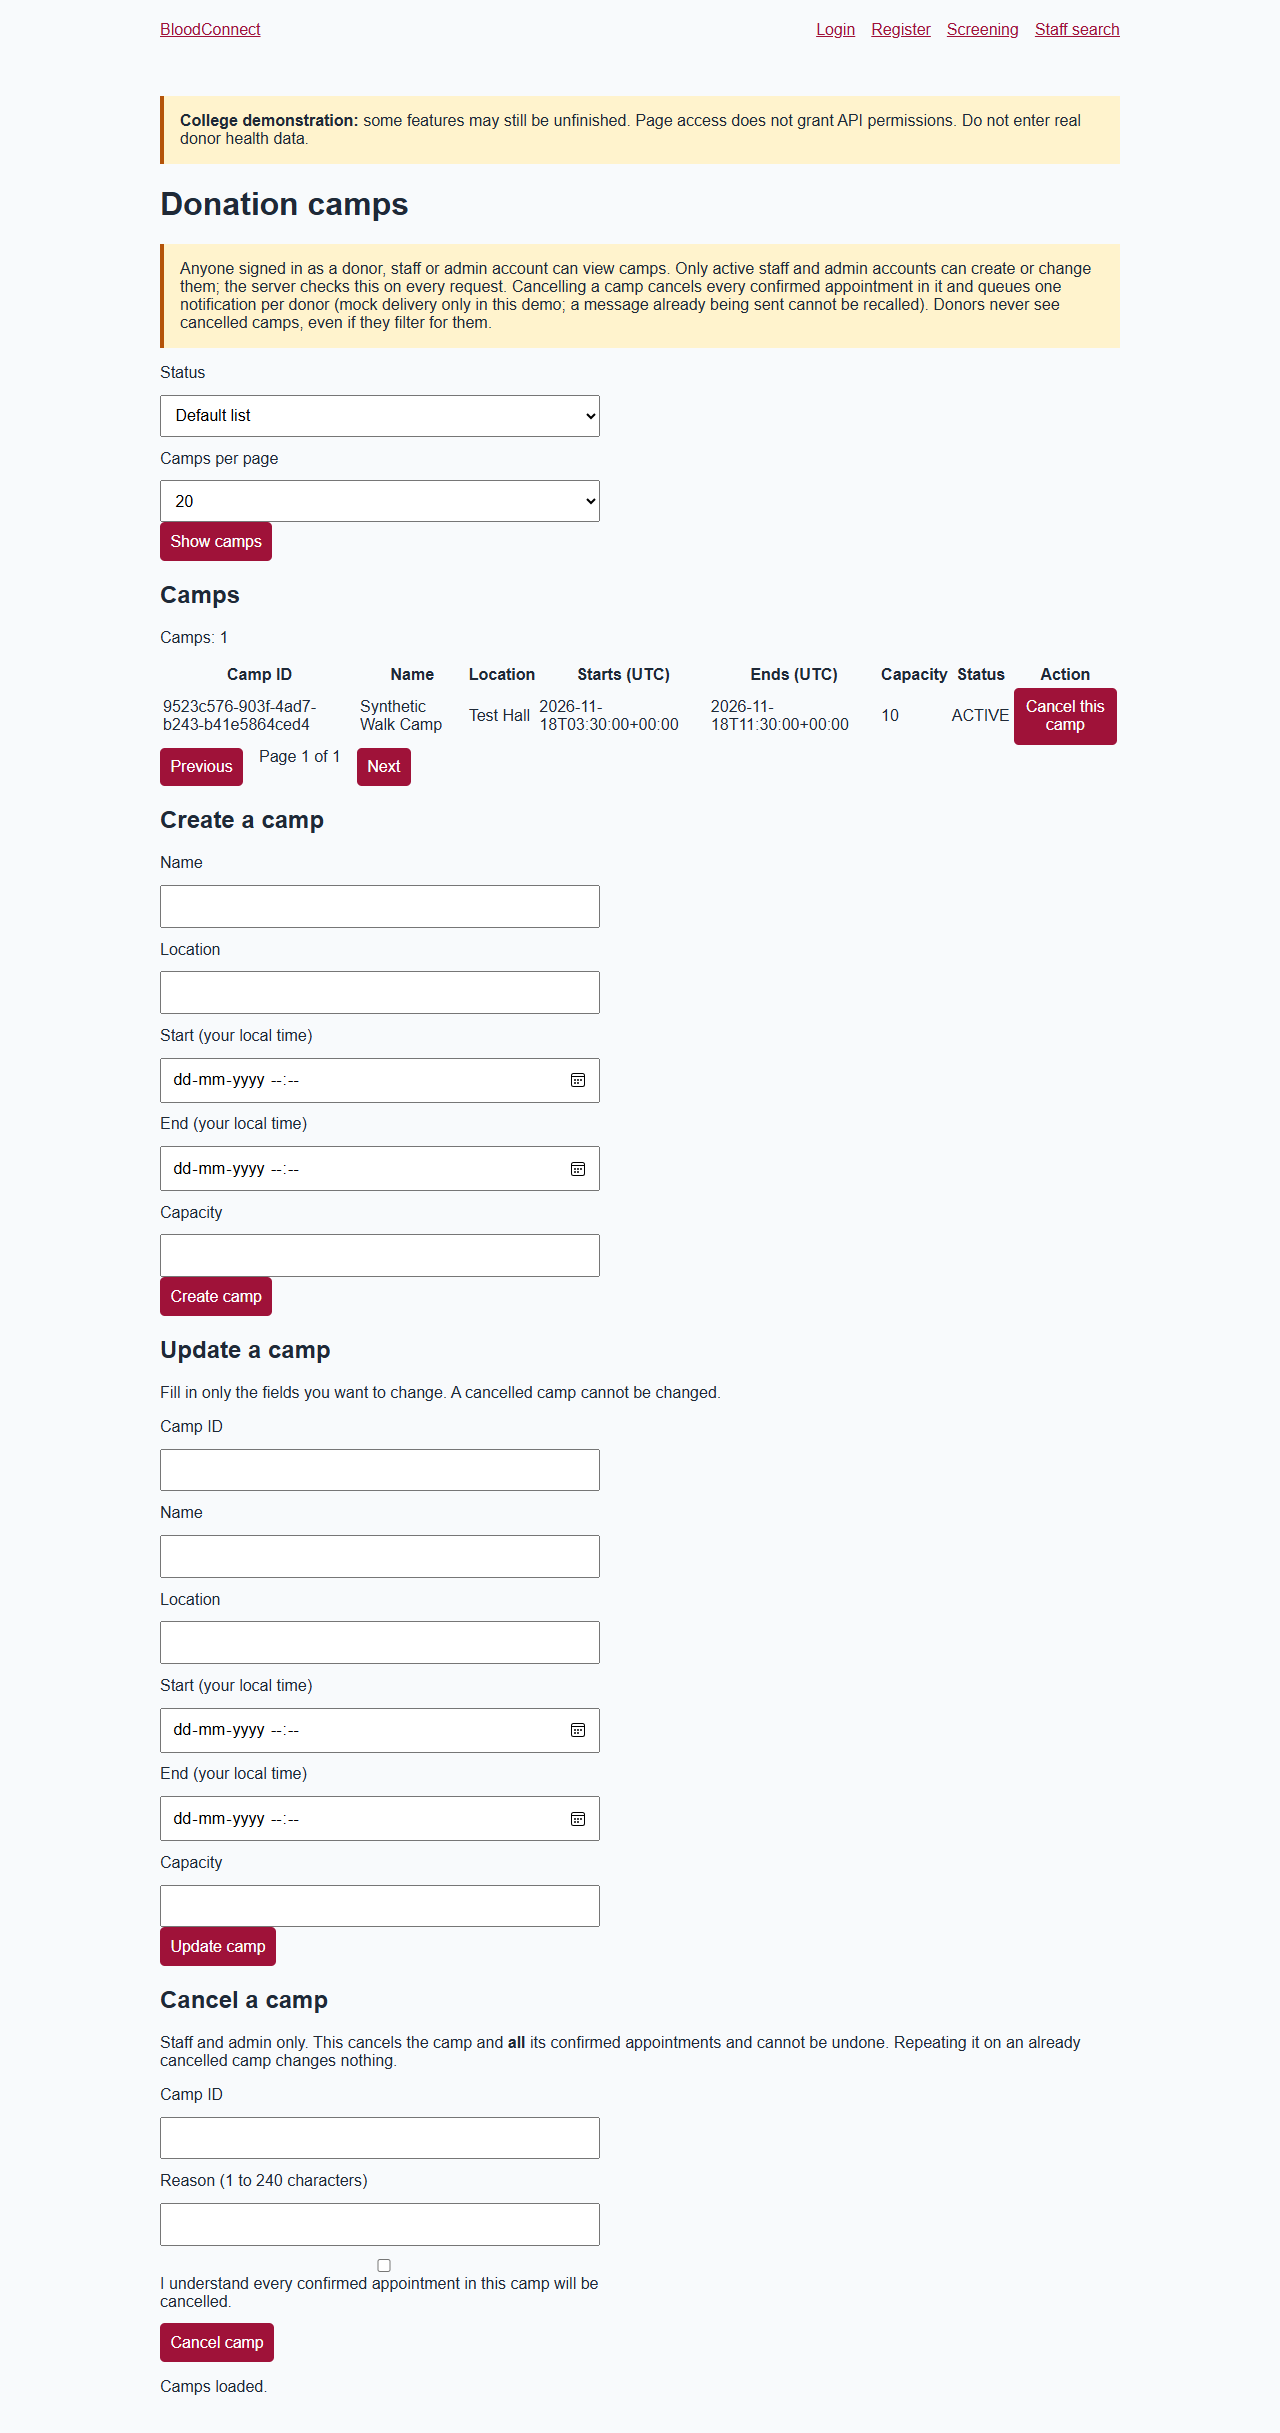 BloodConnect
Login Register Screening Staff search
College demonstration: some features may still be unfinished. Page access does not grant API permissions. Do not enter real
donor health data.
Donation camps
Anyone signed in as a donor, staff or admin account can view camps. Only active staff and admin accounts can create or change
them; the server checks this on every request. Cancelling a camp cancels every confirmed appointment in it and queues one
notification per donor (mock delivery only in this demo; a message already being sent cannot be recalled). Donors never see
cancelled camps, even if they filter for them.
Status
Default list
Camps per page
20
Show camps
Camps
Camps: 1
Camp ID Name Location Starts (UTC) Ends (UTC) Capacity Status Action
9523c576-903f-4ad7- Synthetic 2026-11- 2026-11- Cancel this
b243-b41e5864ced4 Walk Camp Test Hall 18T03:30:00+00:00 18T11:30:00+00:00 10 ACTIVE camp
Previous Page 1 of 1 Next
Create a camp
Name
Location
Start (your local time)
dd-mm-yyyy --:--
End (your local time)
dd-mm-yyyy --:--
Capacity
Create camp
Update a camp
Fill in only the fields you want to change. A cancelled camp cannot be changed.
Camp ID
Name
Location
Start (your local time)
dd-mm-yyyy --:--
End (your local time)
dd-mm-yyyy --:--
Capacity
Update camp
Cancel a camp
Staff and admin only. This cancels the camp and all its confirmed appointments and cannot be undone. Repeating it on an already
cancelled camp changes nothing.
Camp ID
Reason (1 to 240 characters)
I understand every confirmed appointment in this camp will be
cancelled.
Cancel camp
Camps loaded.